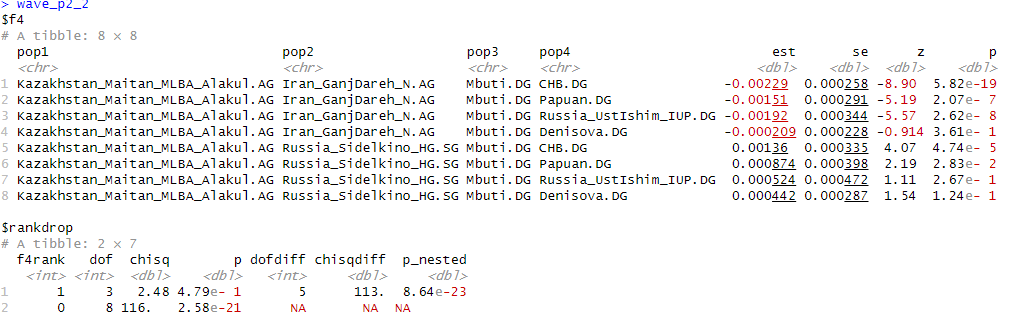 > wave_p2_2
$f4
# A tibble: 8 × 8
  pop1                           pop2                   pop3     pop4                         est       se      z        p
  <chr>                          <chr>                  <chr>    <chr>                      <dbl>    <dbl>  <dbl>    <dbl>
1 Kazakhstan_Maitan_MLBA_Alakul.AG Iran_GanjDareh_N.AG    Mbuti.DG CHB.DG                 -0.00229  0.000258 -8.90  5.82e-19
2 Kazakhstan_Maitan_MLBA_Alakul.AG Iran_GanjDareh_N.AG    Mbuti.DG Papuan.DG              -0.00151  0.000291 -5.19  2.07e- 7
3 Kazakhstan_Maitan_MLBA_Alakul.AG Iran_GanjDareh_N.AG    Mbuti.DG Russia_UstIshim_IUP.DG -0.00192  0.000344 -5.57  2.62e- 8
4 Kazakhstan_Maitan_MLBA_Alakul.AG Iran_GanjDareh_N.AG    Mbuti.DG Denisova.DG            -0.000209 0.000228 -0.914 3.61e- 1
5 Kazakhstan_Maitan_MLBA_Alakul.AG Russia_Sidelkino_HG.SG Mbuti.DG CHB.DG                  0.00136  0.000335  4.07  4.74e- 5
6 Kazakhstan_Maitan_MLBA_Alakul.AG Russia_Sidelkino_HG.SG Mbuti.DG Papuan.DG               0.000874 0.000398  2.19  2.83e- 2
7 Kazakhstan_Maitan_MLBA_Alakul.AG Russia_Sidelkino_HG.SG Mbuti.DG Russia_UstIshim_IUP.DG  0.000524 0.000472  1.11  2.67e- 1
8 Kazakhstan_Maitan_MLBA_Alakul.AG Russia_Sidelkino_HG.SG Mbuti.DG Denisova.DG             0.000442 0.000287  1.54  1.24e- 1
$rankdrop
# A tibble: 2 × 7
  f4rank   dof  chisq        p dofdiff chisqdiff  p_nested
   <int> <int>  <dbl>    <dbl>   <int>     <dbl>     <dbl>
1      1     3   2.48 4.79e- 1       5      113.  8.64e-23
2      0     8 116.   2.58e-21      NA       NA  NA